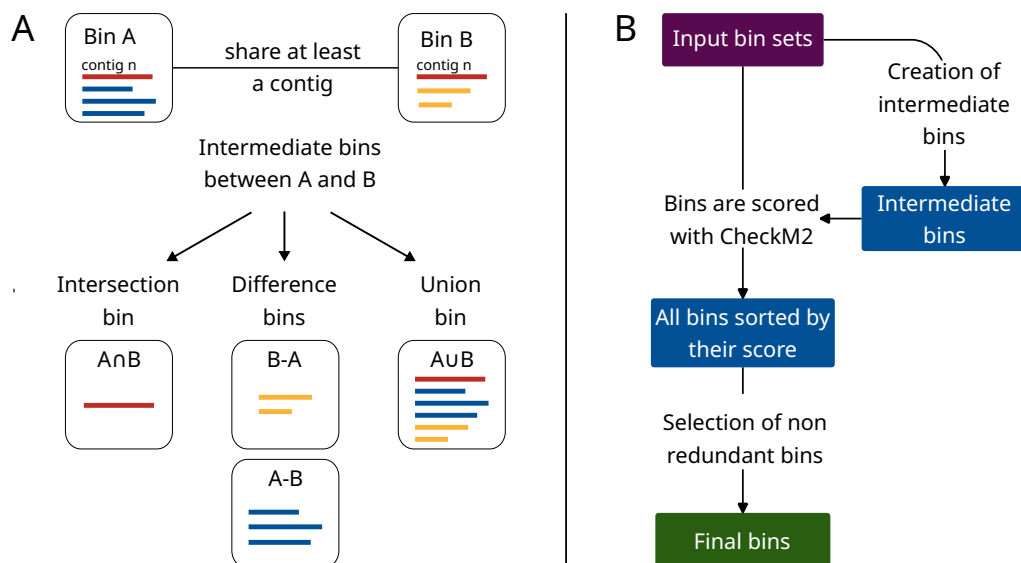 A
Bin A
contig n
share at least
a contig
Bin B
contig n
Intermediate bins
between A and B
Intersection
bin
Difference
bins
Union
bin
A∩B
B-A
A∪B
A-B
B
Input bin sets
Creation of
intermediate
bins
Intermediate
bins
Bins are scored
with CheckM2
All bins sorted by
their score
Selection of non
redundant bins
Final bins